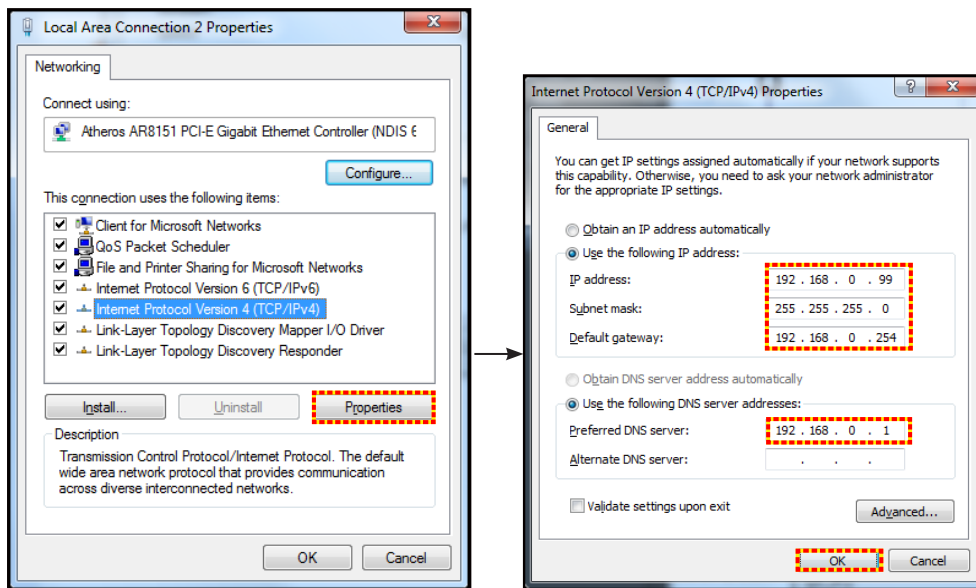 Local Area Connection 2 Properties
Networking
Connect using:
Atheros AR8151 PCI-E Gigabit Ethernet Controller (NDIS 6
Configure...
This connection uses the following items:
Client for Microsoft Networks
QoS Packet Scheduler
File and Printer Sharing for Microsoft Networks
Internet Protocol Version 6 (TCP/IPv6)
Internet Protocol Version 4 (TCP/IPv4)
Link-Layer Topology Discovery Mapper I/O Driver
Link-Layer Topology Discovery Responder
Install... Uninstall Properties
Description
Transmission Control Protocol/Internet Protocol. The default
wide area network protocol that provides communication
across diverse interconnected networks.
OK Cancel
Internet Protocol Version 4 (TCP/IPv4) Properties
General
You can get IP settings assigned automatically if your network supports
this capability. Otherwise, you need to ask your network administrator
for the appropriate IP settings.
Obtain an IP address automatically
Use the following IP address:
IP address: 192 . 168 . 0 . 99
Subnet mask: 255 . 255 . 255 . 0
Default gateway: 192 . 168 . 0 . 254
Obtain DNS server address automatically
Use the following DNS server addresses:
Preferred DNS server: 192 . 168 . 0 . 1
Alternate DNS server: . . .
Validate settings upon exit
Advanced...
OK Cancel